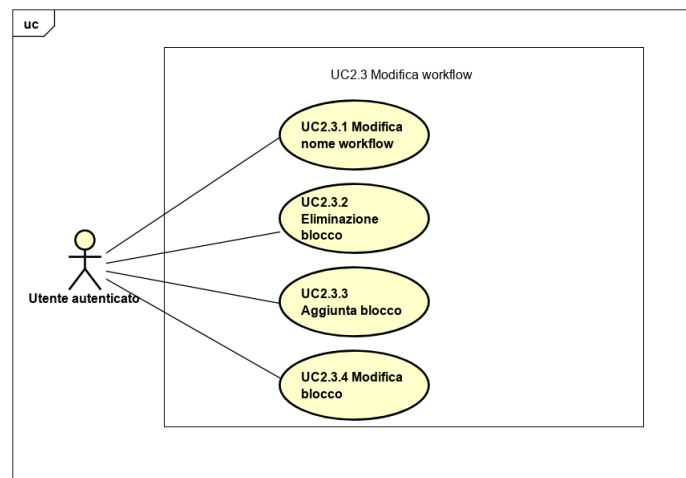 uc
UC2.3 Modifica workflow
UC2.3.1 Modifica
nome workflow
UC2.3.2
Eliminazione
blocco
UC2.3.3
Aggiunta blocco
UC2.3.4 Modifica
blocco
Utente autenticato